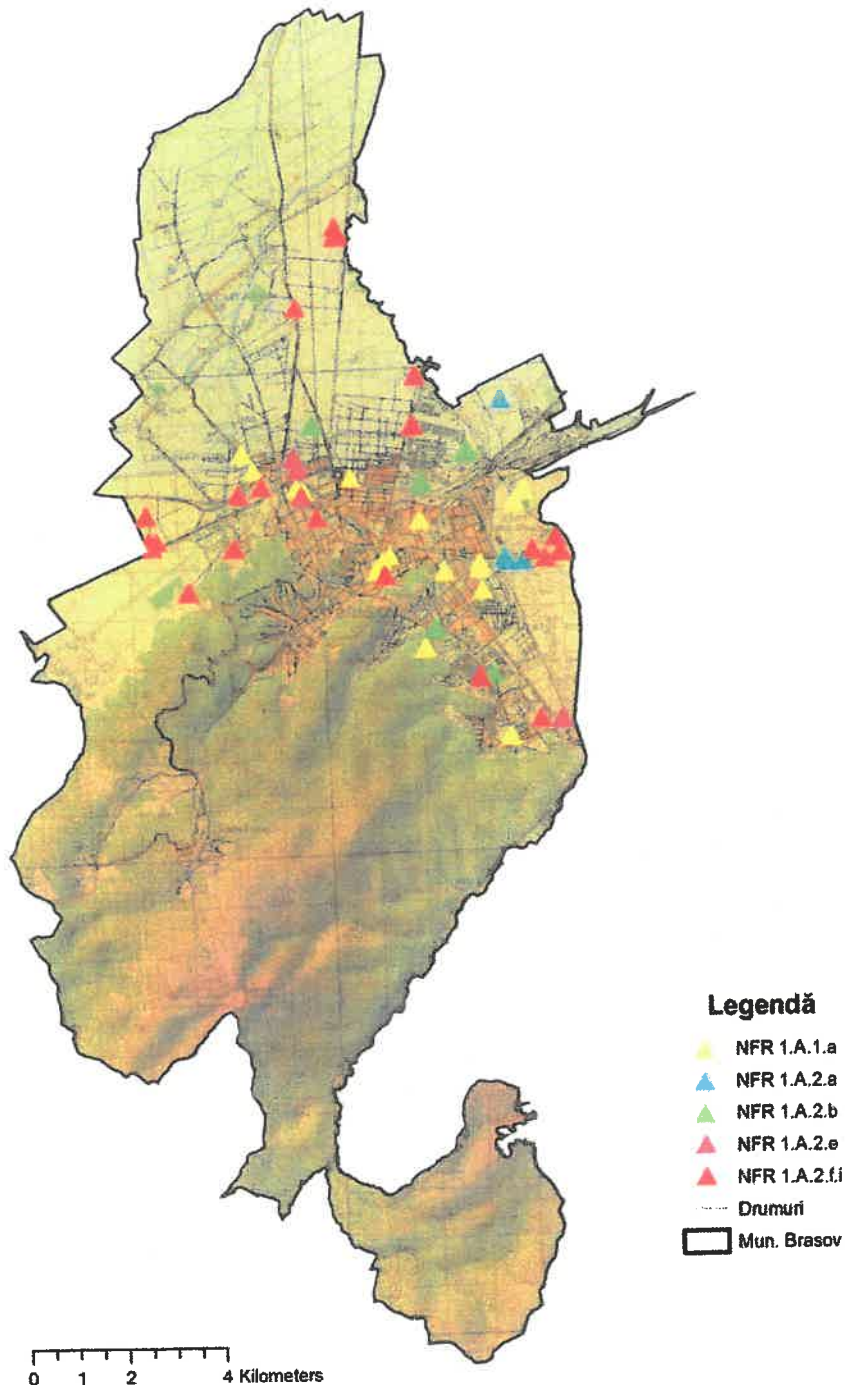 Legendă
NFR 1.A.1.a
NFR 1.A.2.a
NFR 1.A.2.b
NFR 1.A.2.e
NFR 1.A.2.f.i
Drumuri
Mun. Brasov
0 1 2 4 Kilometers